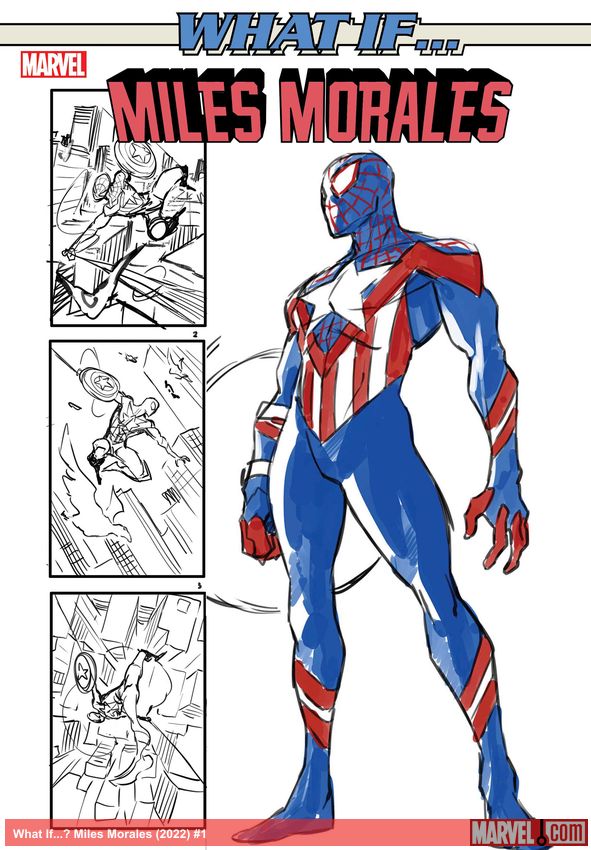 WHAT IF...
MARVEL
MILES MORALES
2
3
What If...? Miles Morales (2022) #1
MARVEL.com